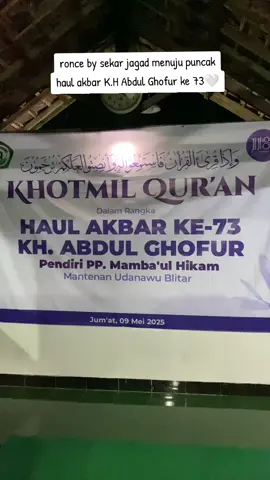 ronce by sekar jagad menuju puncak
haul akbar K.H Abdul Ghofur ke 73🤍
وإذا قرئ القرآن فاستمعوا له وأنصتوا لعلكم ترحمون
KHOTMIL QUR'AN
Dalam Rangka
HAUL AKBAR KE-73
KH. ABDUL GHOFUR
Pendiri PP. Mamba'ul Hikam
Mantenan Udanawu Blitar
Jum'at, 09 Mei 2025